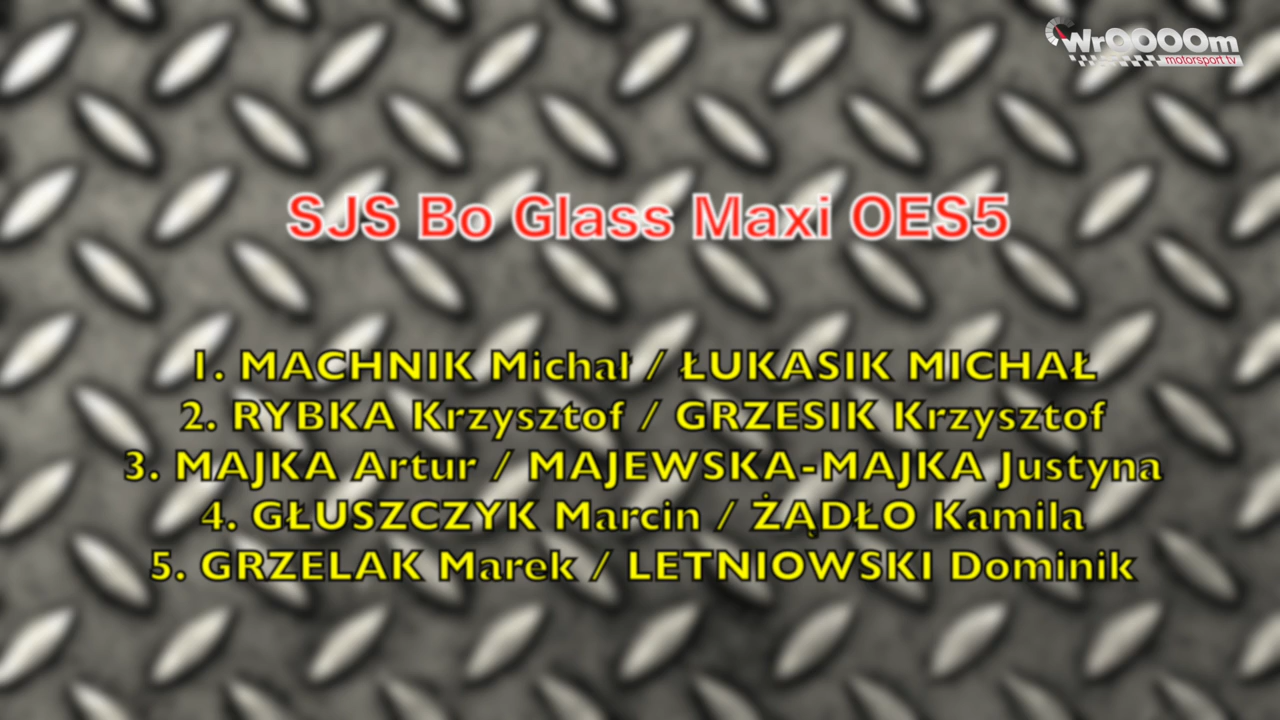 WrOOOOm
motorsport tv
SJS Bo Glass Maxi OES5
1. MACHNIK Michał / ŁUKASIK MICHAŁ
2. RYBKA Krzysztof / GRZESIK Krzysztof
3. MAJKA Artur / MAJEWSKA-MAJKA Justyna
4. GŁUSZCZYK Marcin / ŻĄDŁO Kamila
5. GRZELAK Marek / LETNIOWSKI Dominik